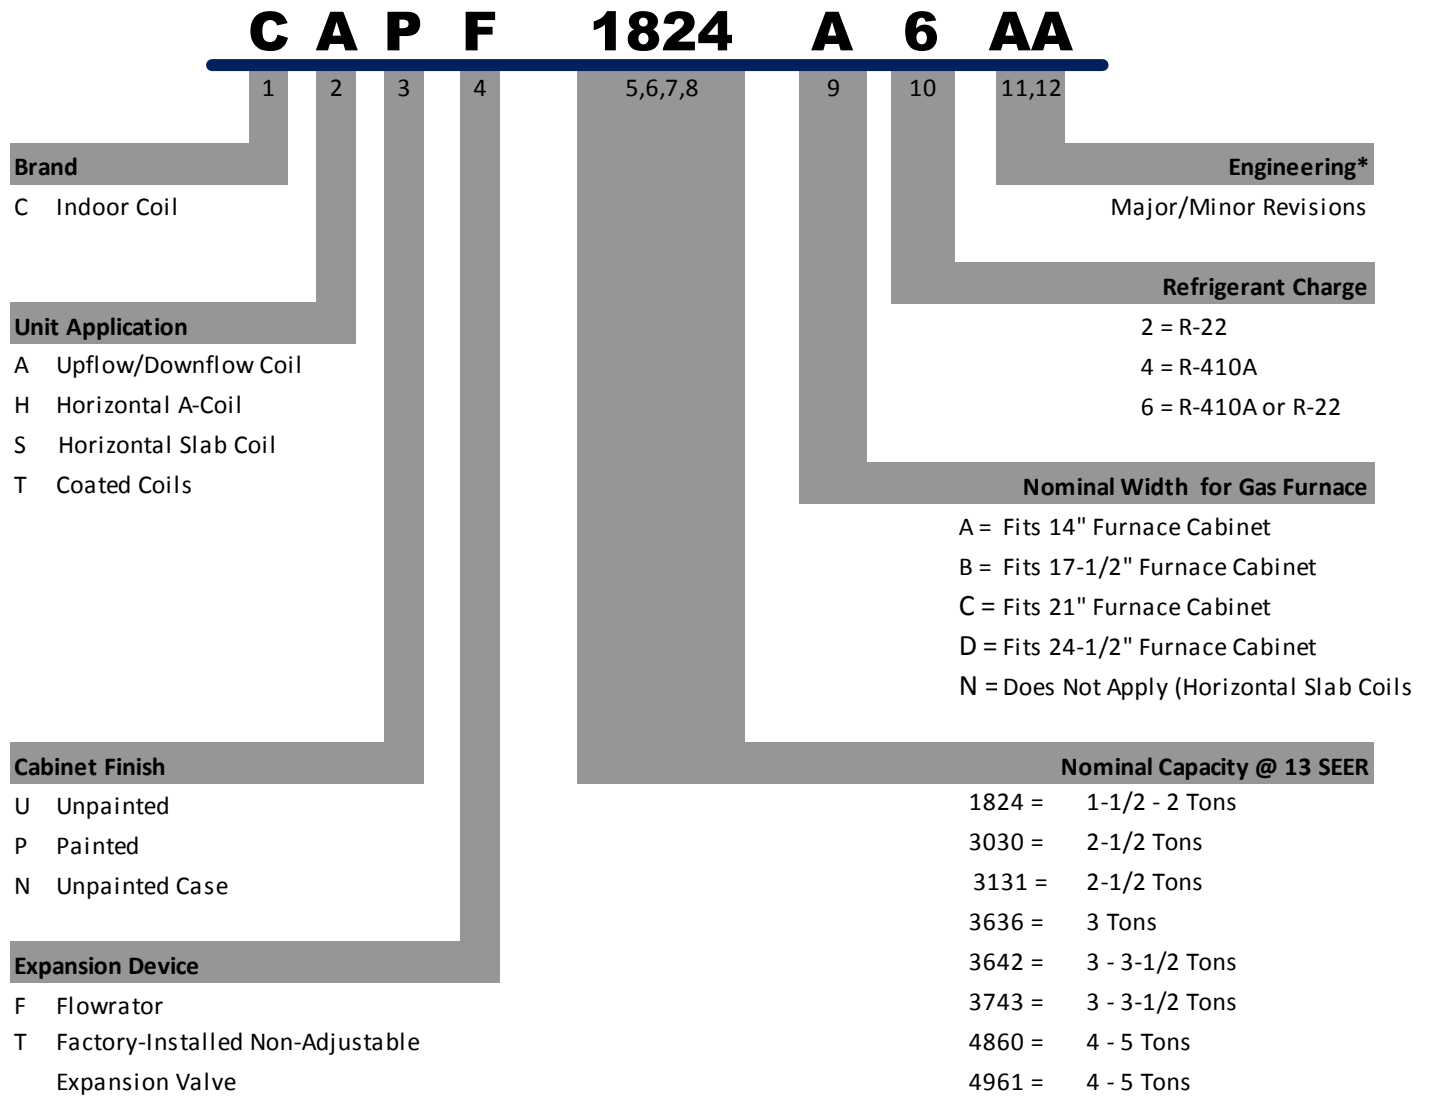 C A P F 1824 A 6 AA
1 2 3 4 5,6,7,8 9 10 11,12
Brand
C Indoor Coil
Engineering*
Major/Minor Revisions
Refrigerant Charge
2 = R-22
4 = R-410A
6 = R-410A or R-22
Unit Application
A Upflow/Downflow Coil
H Horizontal A-Coil
S Horizontal Slab Coil
T Coated Coils
Nominal Width for Gas Furnace
A = Fits 14" Furnace Cabinet
B = Fits 17-1/2" Furnace Cabinet
C = Fits 21" Furnace Cabinet
D = Fits 24-1/2" Furnace Cabinet
N = Does Not Apply (Horizontal Slab Coils
Cabinet Finish
U Unpainted
P Painted
N Unpainted Case
Expansion Device
F Flowrator
T Factory-Installed Non-Adjustable
Expansion Valve
Nominal Capacity @ 13 SEER
1824 = 1-1/2 - 2 Tons
3030 = 2-1/2 Tons
3131 = 2-1/2 Tons
3636 = 3 Tons
3642 = 3 - 3-1/2 Tons
3743 = 3 - 3-1/2 Tons
4860 = 4 - 5 Tons
4961 = 4 - 5 Tons